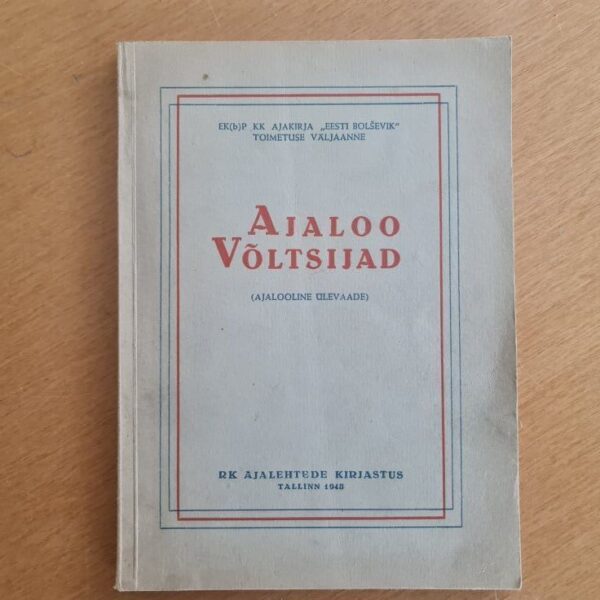 EK(b)P KK AJAKIRJA „EESTI BOLŠEVIK"
TOIMETUSE VÄLJAANNE
AJALOO
VÕLTSIJAD
(AJALOOLINE ÜLEVAADE)
RK AJALEHTEDE KIRJASTUS
TALLINN 1948